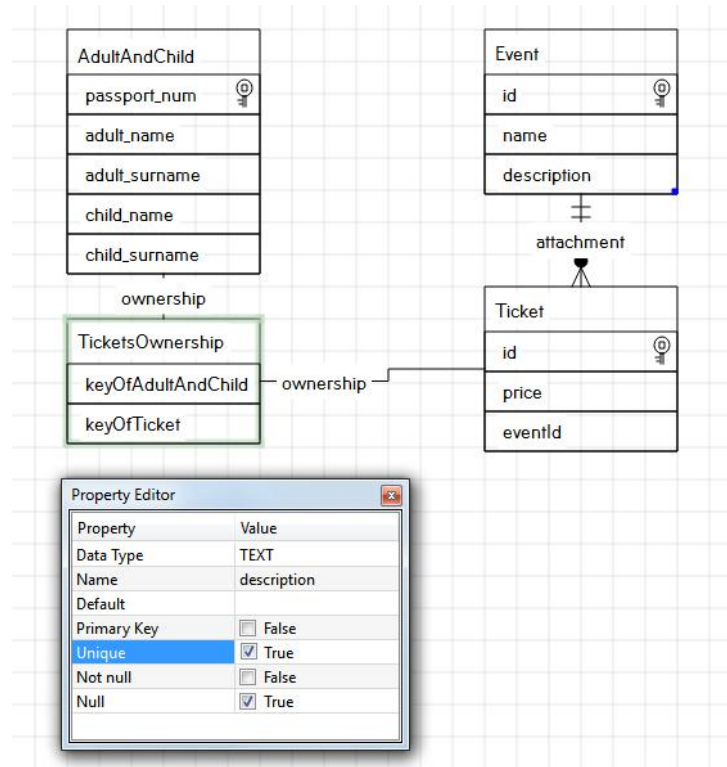 AdultAndChild
passport_num
adult_name
adult_surname
child_name
child_surname
ownership
TicketsOwnership
keyOfAdultAndChild
keyOfTicket
ownership
Event
id
name
description
attachment
Ticket
id
price
eventId
Property Editor
Property Value
Data Type TEXT
Name description
Default
Primary Key False
Unique True
Not null False
Null True